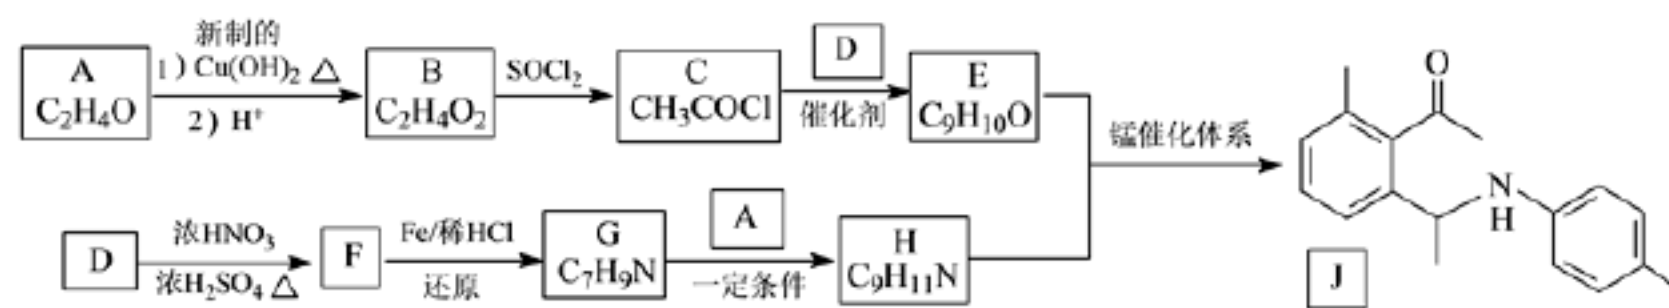 A
C₂H₄O
新制的
1）Cu(OH)₂ △
2）H⁺
B
C₂H₄O₂
SOCl₂
C
CH₃COCl
D
催化剂
E
C₉H₁₀O
锰催化体系
D
浓HNO₃
浓H₂SO₄ △
F
Fe/稀HCl
还原
G
C₇H₉N
A
一定条件
H
C₉H₁₁N
O
N
H
J